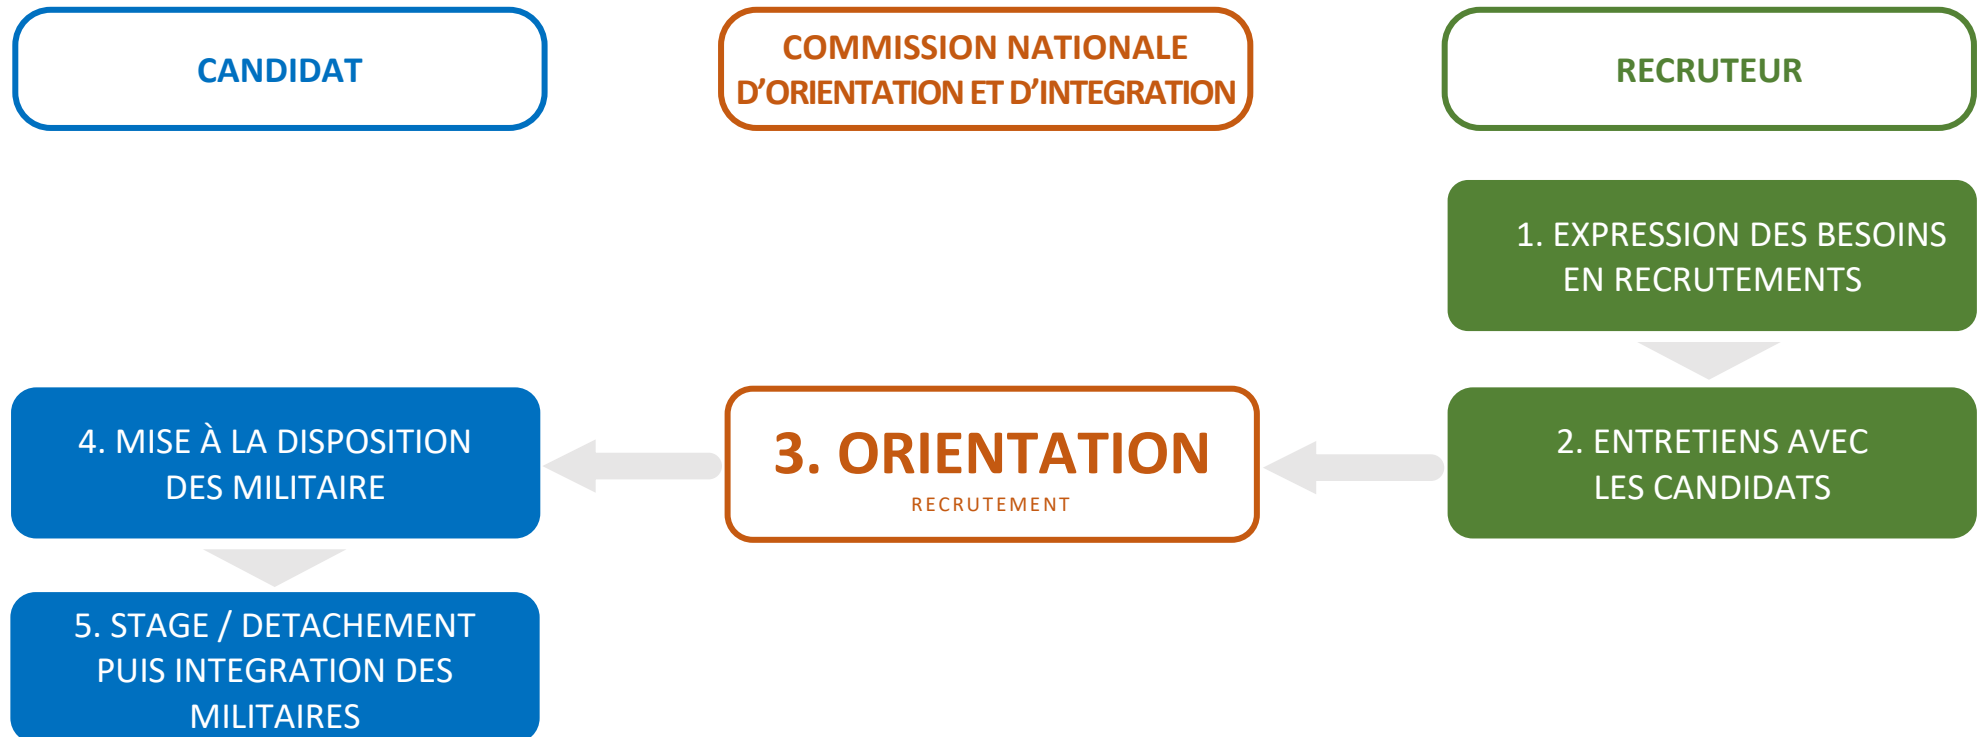 CANDIDAT
COMMISSION NATIONALE
D’ORIENTATION ET D’INTEGRATION
RECRUTEUR
1. EXPRESSION DES BESOINS
EN RECRUTEMENTS
2. ENTRETIENS AVEC
LES CANDIDATS
3. ORIENTATION
RECRUTEMENT
4. MISE À LA DISPOSITION
DES MILITAIRE
5. STAGE / DETACHEMENT
PUIS INTEGRATION DES
MILITAIRES